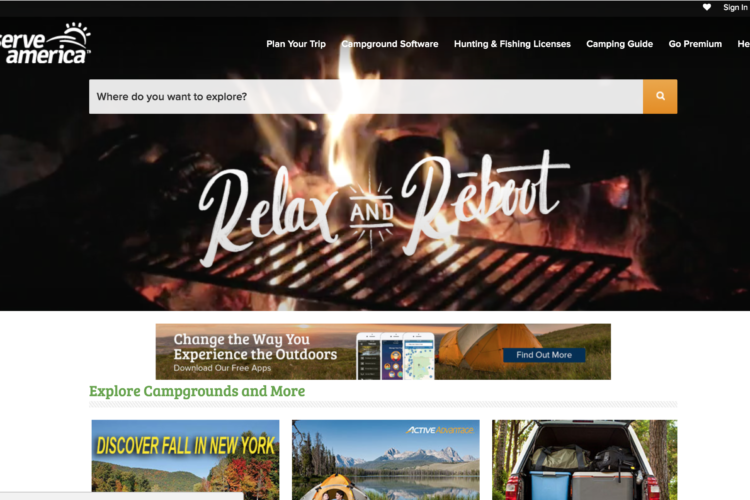 Sign In
serve
america
Plan Your Trip
Campground Software
Hunting & Fishing Licenses
Camping Guide
Go Premium
He
Where do you want to explore?
Relax AND Reboot
Change the Way You
Experience the Outdoors
Download Our Free Apps
Find Out More
Explore Campgrounds and More
DISCOVER FALL IN NEW YORK
ACTIVE Advantage